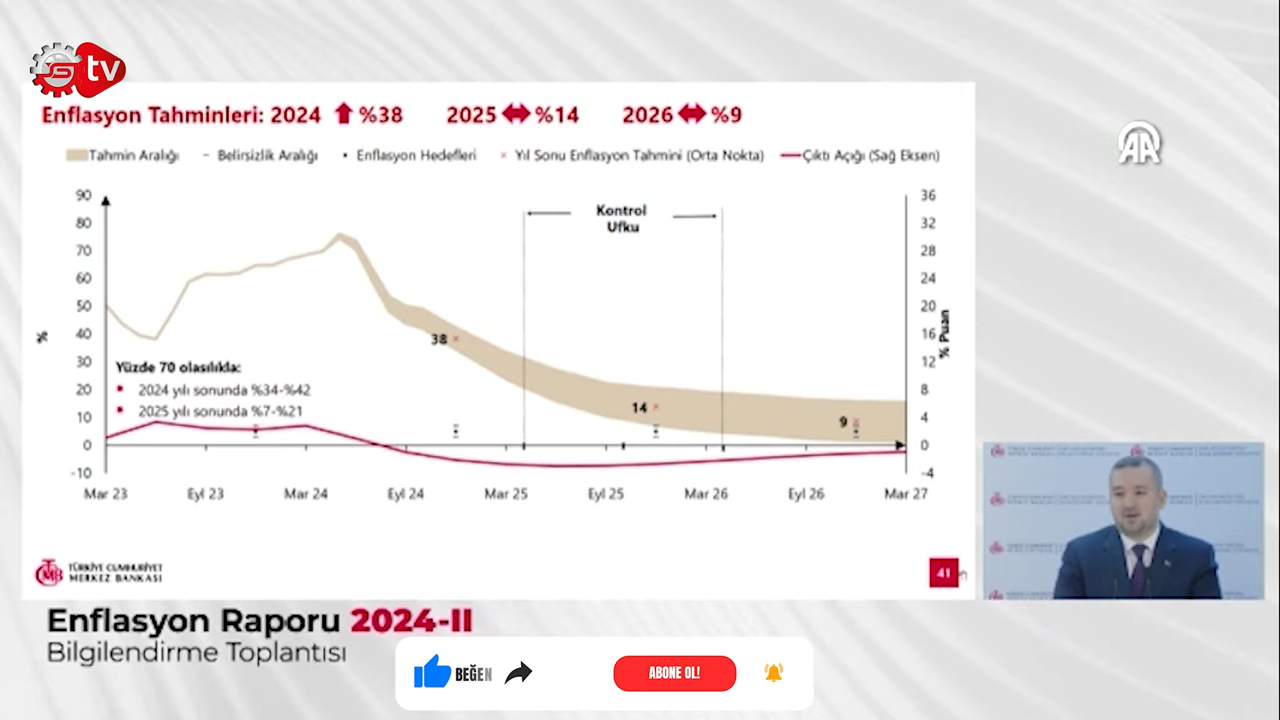 tv
AA
Enflasyon Tahminleri: 2024 %38 2025 %14 2026 %9
Tahmin Aralığı Belirsizlik Aralığı Enflasyon Hedefleri Yıl Sonu Enflasyon Tahmini (Orta Nokta) Çıktı Açığı (Sağ Eksen)
90 36
80 32
70 28
60 24
50 20
40 16
30 12
20 8
10 4
0 0
-10 -4
%
% Puan
Kontrol
Ufku
38
14
9
Yüzde 70 olasılıkla:
2024 yılı sonunda %34-%42
2025 yılı sonunda %7-%21
Mar 23 Eyl 23 Mar 24 Eyl 24 Mar 25 Eyl 25 Mar 26 Eyl 26 Mar 27
TÜRKİYE CUMHURİYET
MERKEZ BANKASI
41
Enflasyon Raporu 2024-II
Bilgilendirme Toplantısı
BEĞEN
ABONE OL!